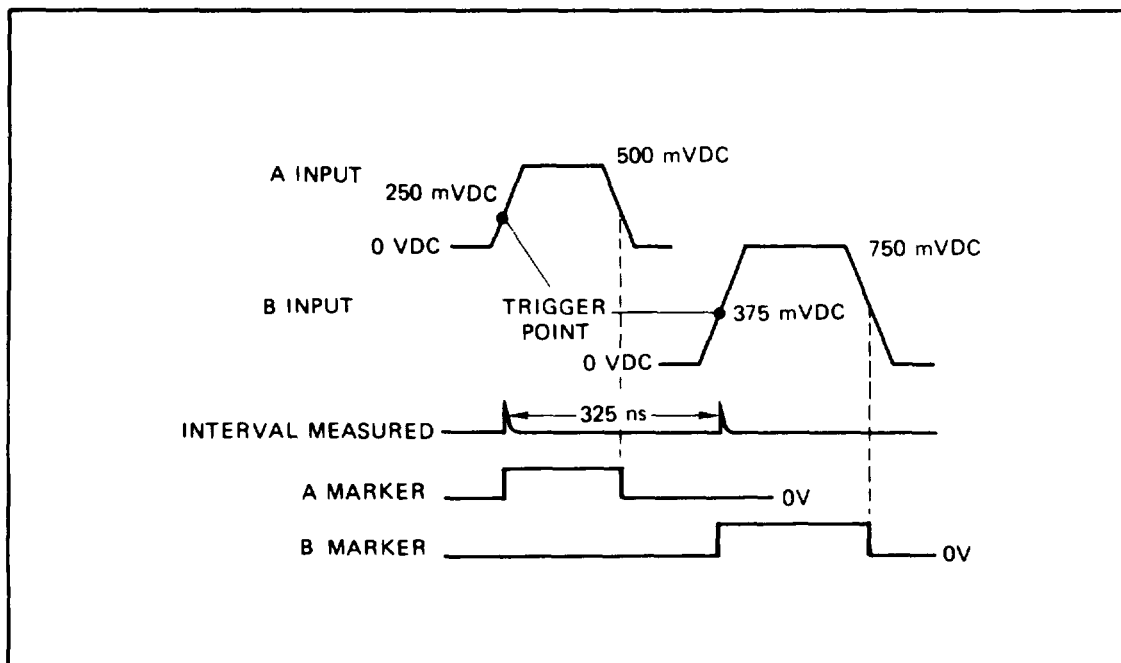 500 mVDC
A INPUT
250 mVDC
0 VDC
750 mVDC
B INPUT
TRIGGER
POINT
375 mVDC
0 VDC
325 ns
INTERVAL MEASURED
A MARKER
0V
B MARKER
0V